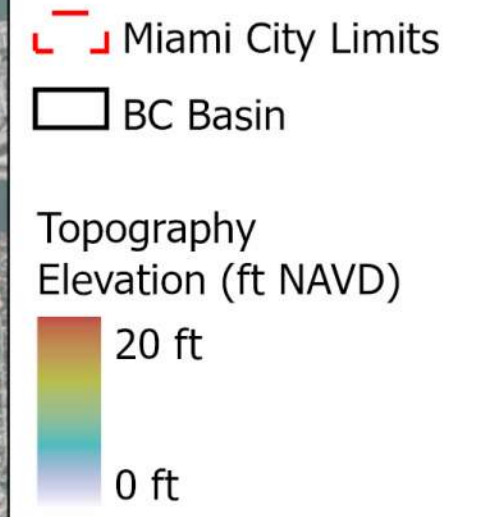 Miami City Limits
BC Basin
Topography
Elevation (ft NAVD)
20 ft
0 ft